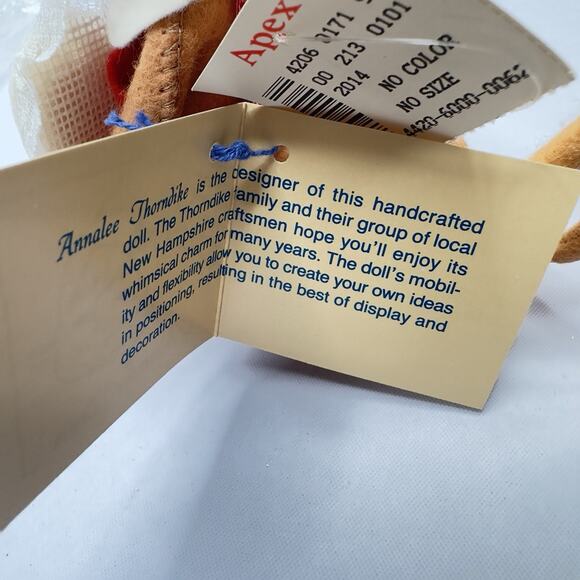 Apex
4206 0171
00 213 0101
2014
NO COLOR
NO SIZE
Annalee Thorndike is the designer of this handcrafted
doll. The Thorndike family and their group of local
New Hampshire craftsmen hope you'll enjoy its
whimsical charm for many years. The doll's mobil-
ity and flexibility allow you to create your own ideas
in positioning, resulting in the best of display and
decoration.